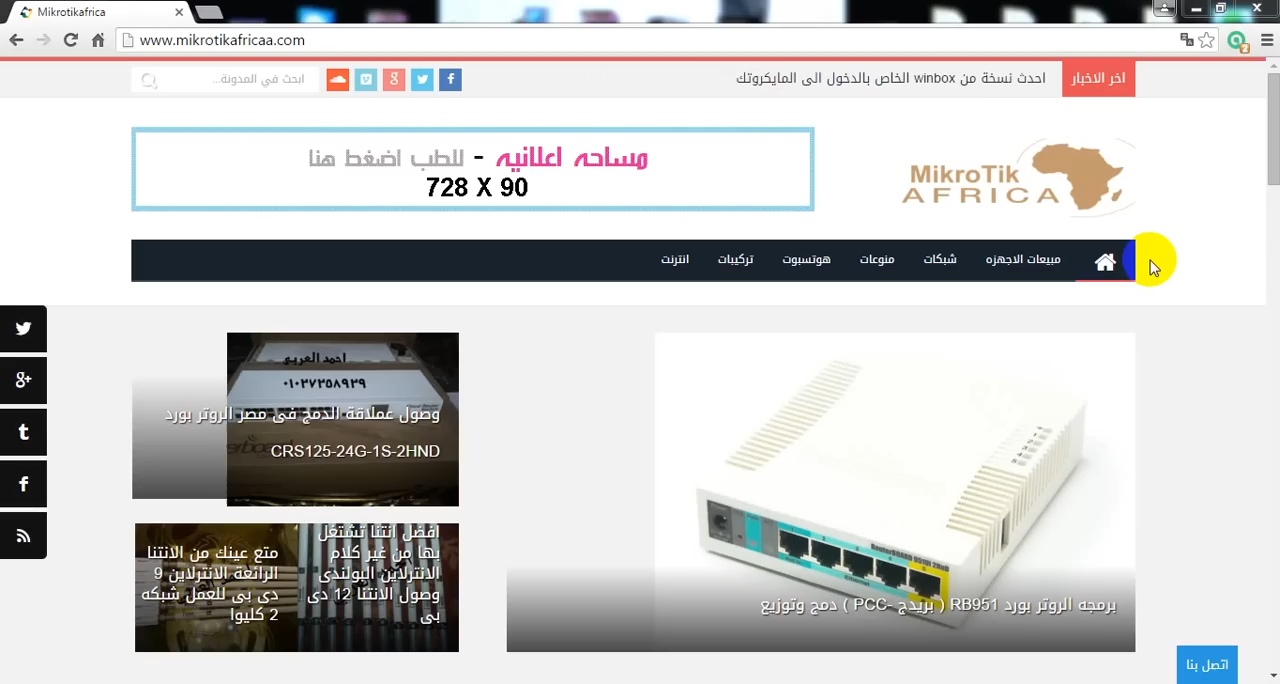 Mikrotikafrica
www.mikrotikafricaa.com
اخر الاخبار
احدث نسخة من winbox الخاص بالدخول الى المايكروتك
ابحث في المدونة...
مساحه اعلانيه - للطب اضغط هنا
728 X 90
MikroTik
AFRICA
مبيعات الاجهزه
شبكات
منوعات
هوتسبوت
تركيبات
انترنت
احمد العربي
وصول عملاقة الدمج فى مصر الروتر بورد
CRS125-24G-1S-2HND
افضل انتنا تشتغل
بها من غير كلام
الانترلاين البولندى
وصول الانتنا 12 دى
بى
متع عينك من الانتنا
الرائعة الانترلاين 9
دى بى للعمل شبكه
2 كليوا
برمجه الروتر بورد RB951 ( بريدج -PCC ) دمج وتوزيع
اتصل بنا